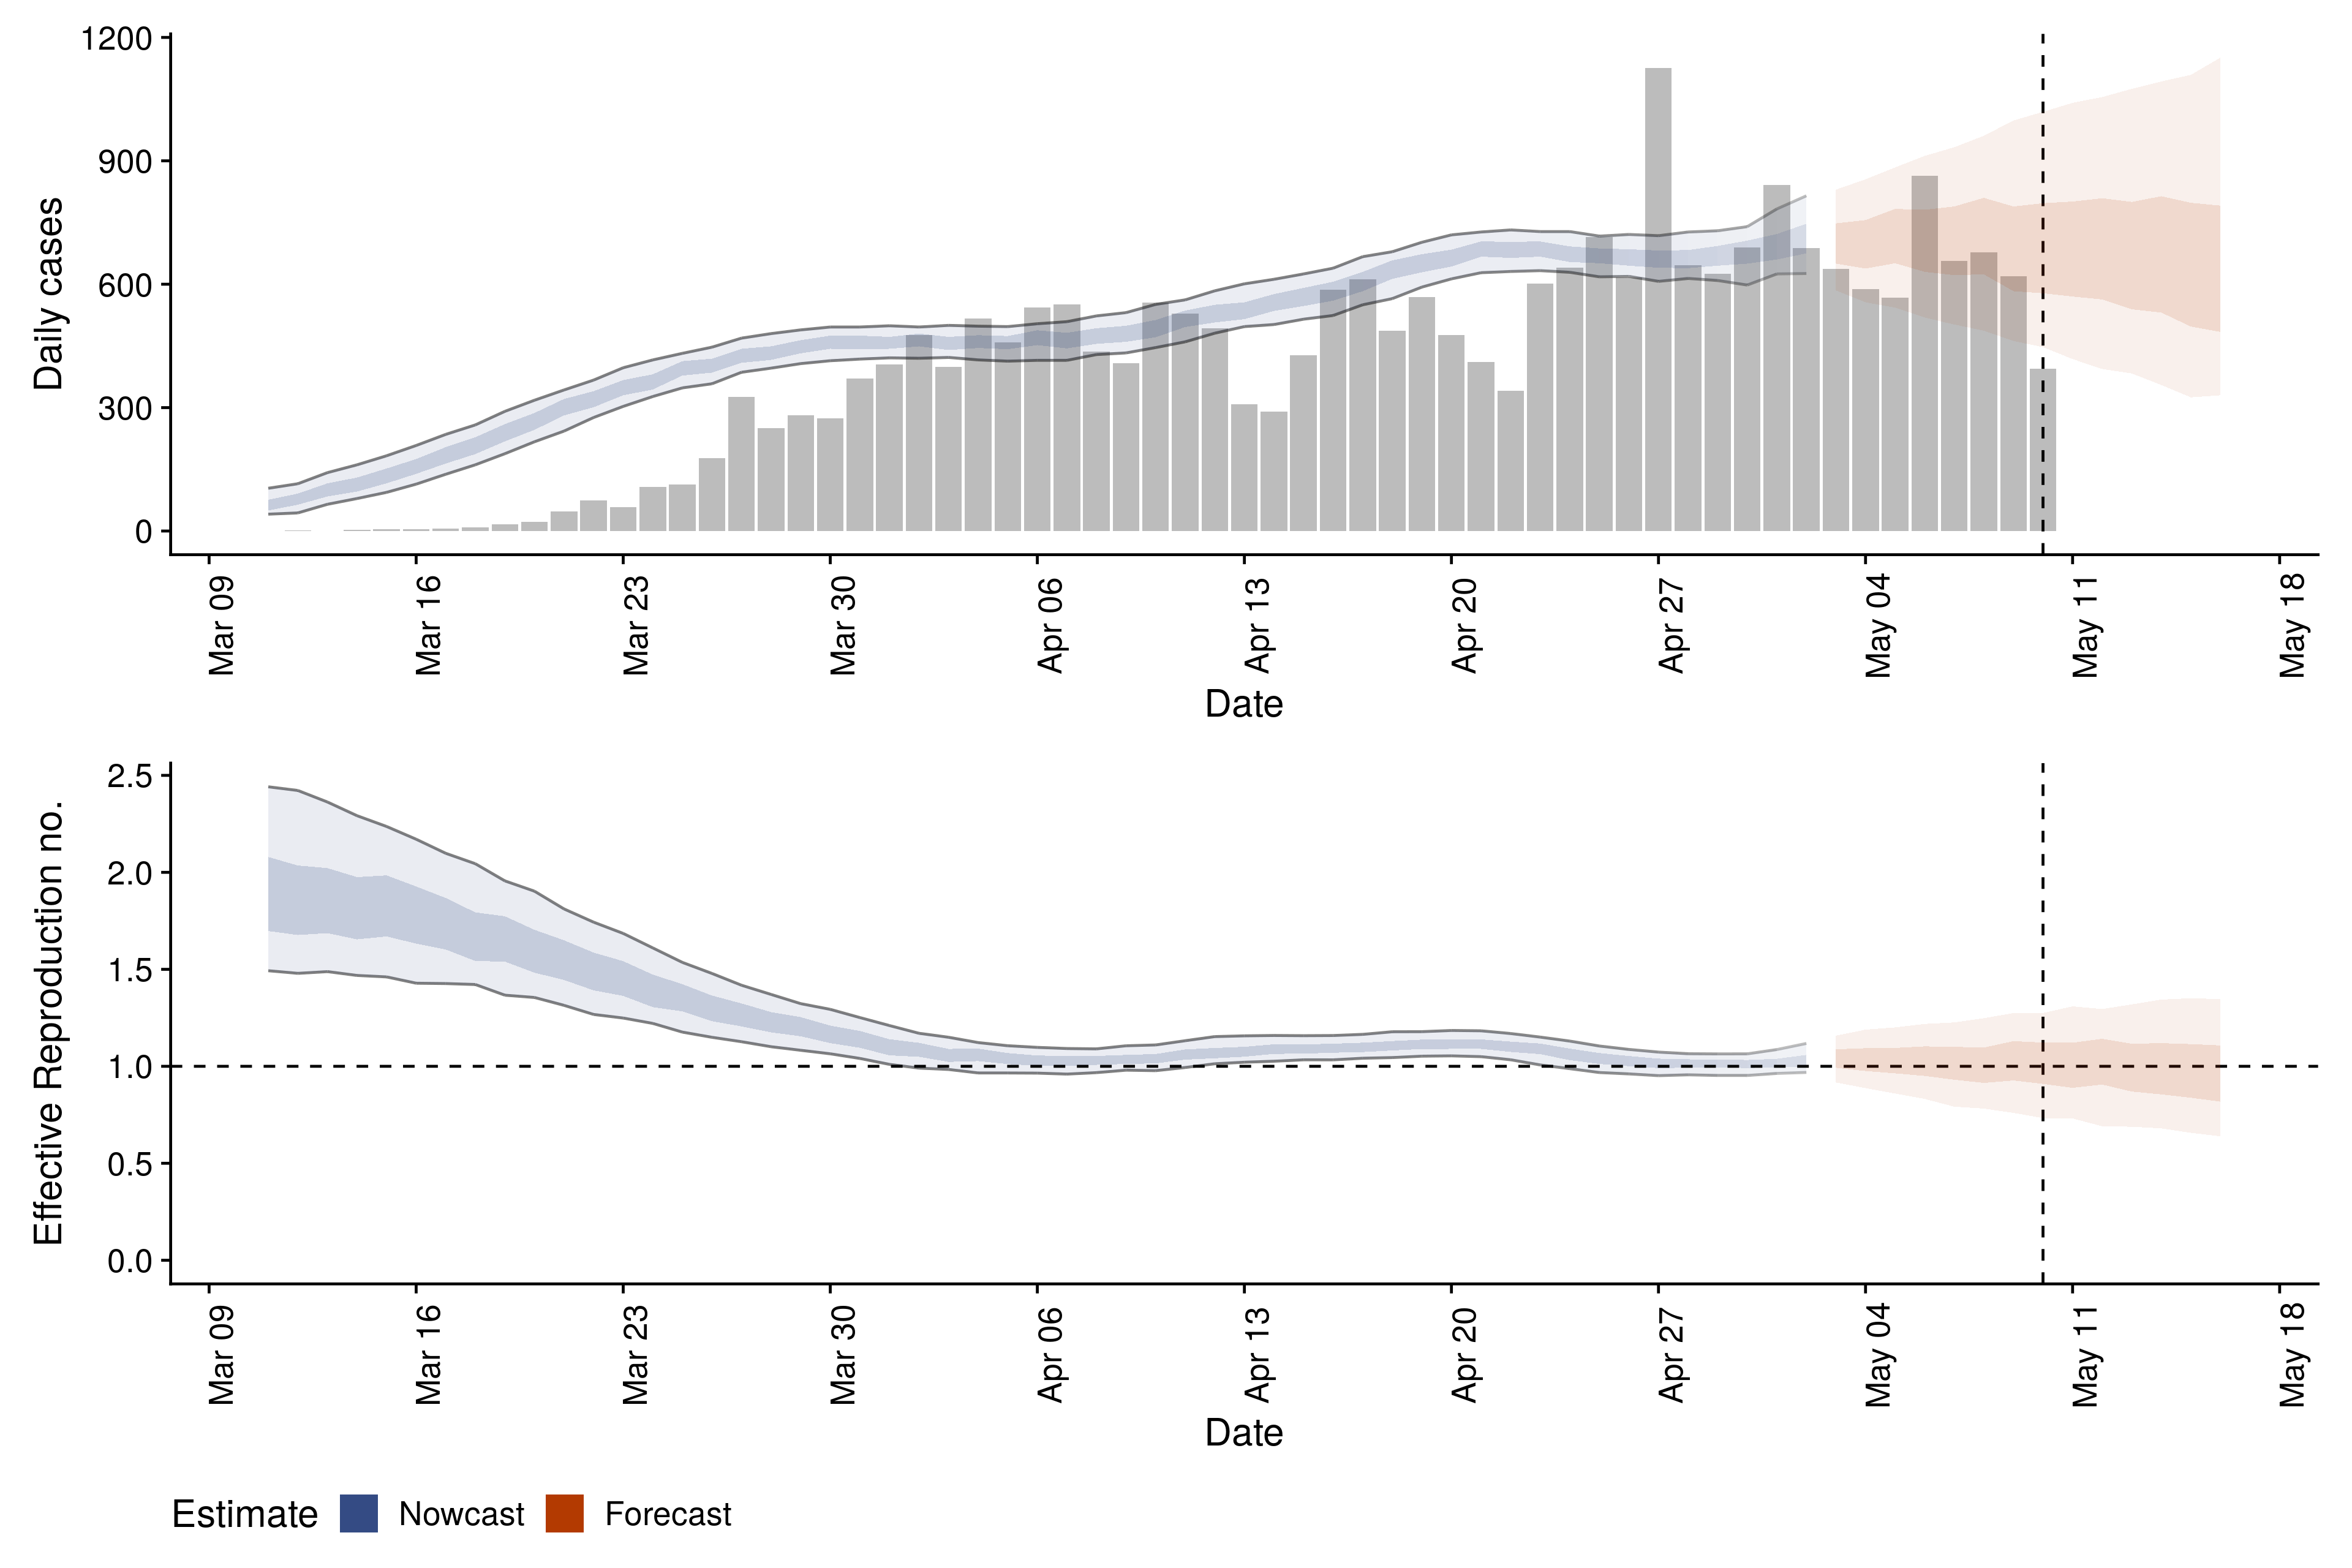 1200
900
600
300
0
Daily cases
Mar 09
Mar 16
Mar 23
Mar 30
Apr 06
Apr 13
Apr 20
Apr 27
May 04
May 11
May 18
Date
2.5
2.0
1.5
1.0
0.5
0.0
Effective Reproduction no.
Mar 09
Mar 16
Mar 23
Mar 30
Apr 06
Apr 13
Apr 20
Apr 27
May 04
May 11
May 18
Date
Estimate Nowcast Forecast